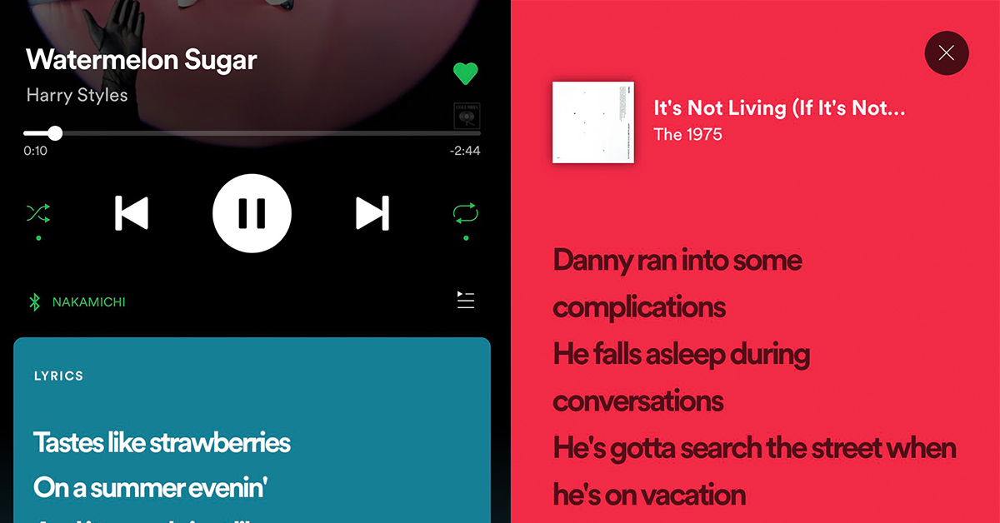 Watermelon Sugar
Harry Styles
COLUMBIA
0:10
-2:44
NAKAMICHI
LYRICS
Tastes like strawberries
On a summer evenin'
It's Not Living (If It's Not...
The 1975
Danny ran into some
complications
He falls asleep during
conversations
He's gotta search the street when
he's on vacation